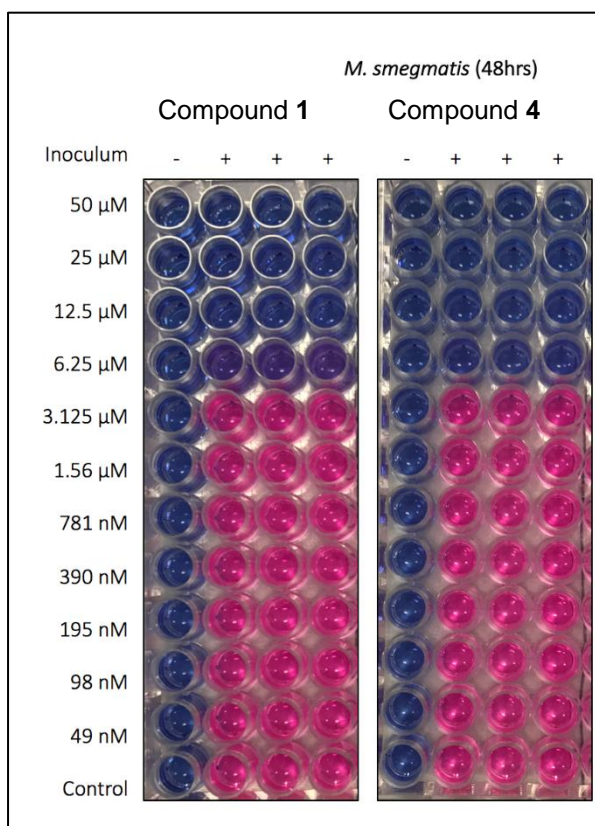 M. smegmatis (48hrs)
Compound 1 Compound 4
Inoculum - + + + - + + +
50 µM
25 µM
12.5 µM
6.25 µM
3.125 µM
1.56 µM
781 nM
390 nM
195 nM
98 nM
49 nM
Control